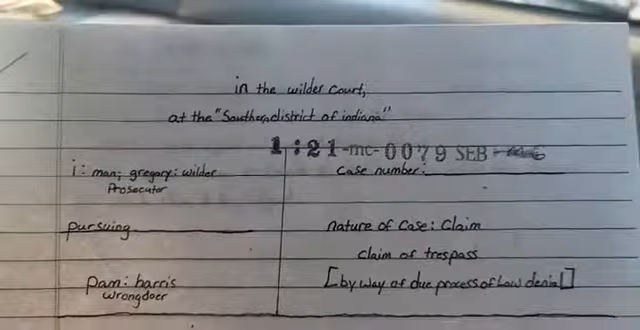 in the wilder court,
at the "Southern district of indiana"
1:21-mc-0079 SEB
i: man; gregory: wilder
Prosecutor
case number:
pursuing
nature of case: Claim
claim of trespass
pam: harris
wrongdoer
[by way of due process of Law denial]